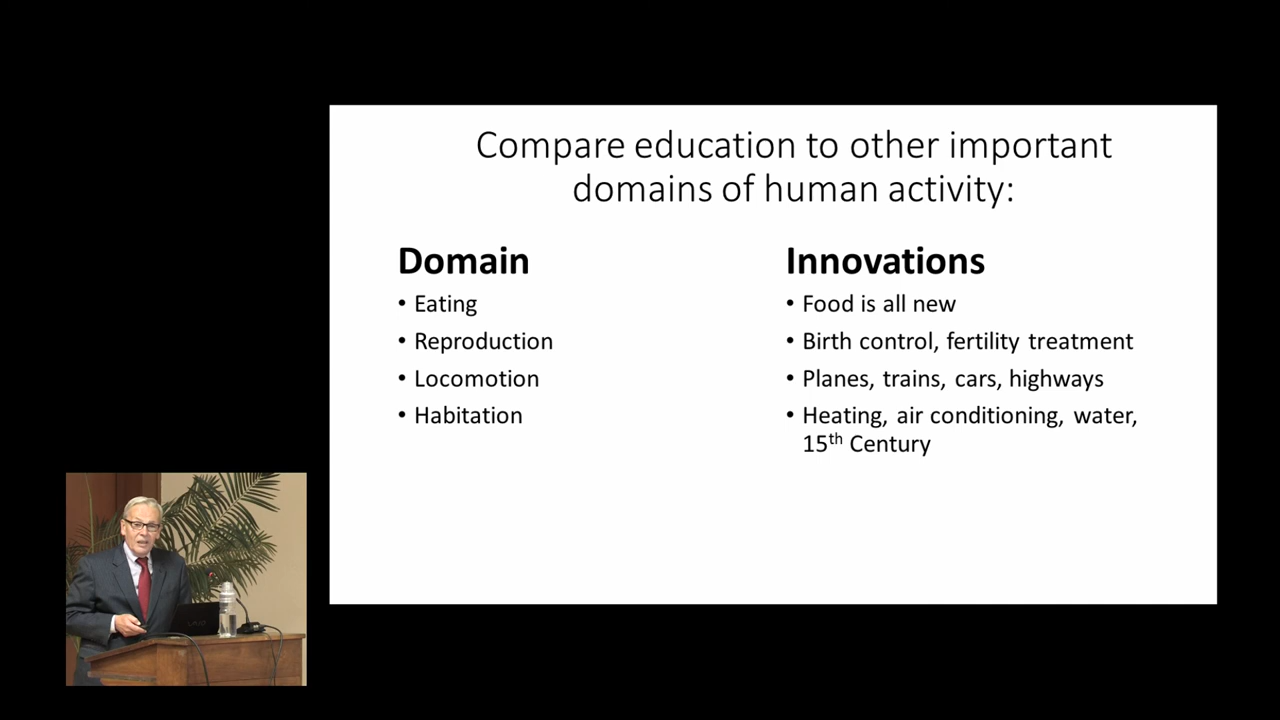 Compare education to other important
domains of human activity:
Domain
• Eating
• Reproduction
• Locomotion
• Habitation
Innovations
• Food is all new
• Birth control, fertility treatment
• Planes, trains, cars, highways
• Heating, air conditioning, water,
15th Century